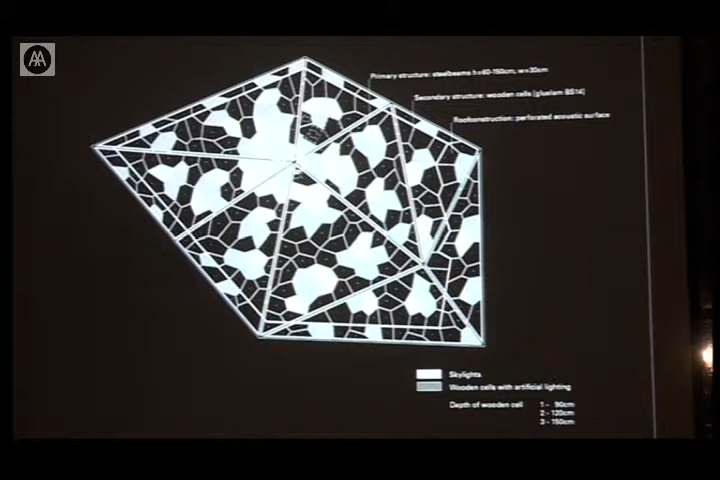 AA
Primary structure: steelbeams h=60-150cm, w=30cm
Secondary structure: wooden cells (gluelam BS14)
Roofconstruction: perforated acoustic surface
Skylights
Wooden cells with artificial lighting
Depth of wooden cell 1 - 90cm
2 - 120cm
3 - 150cm